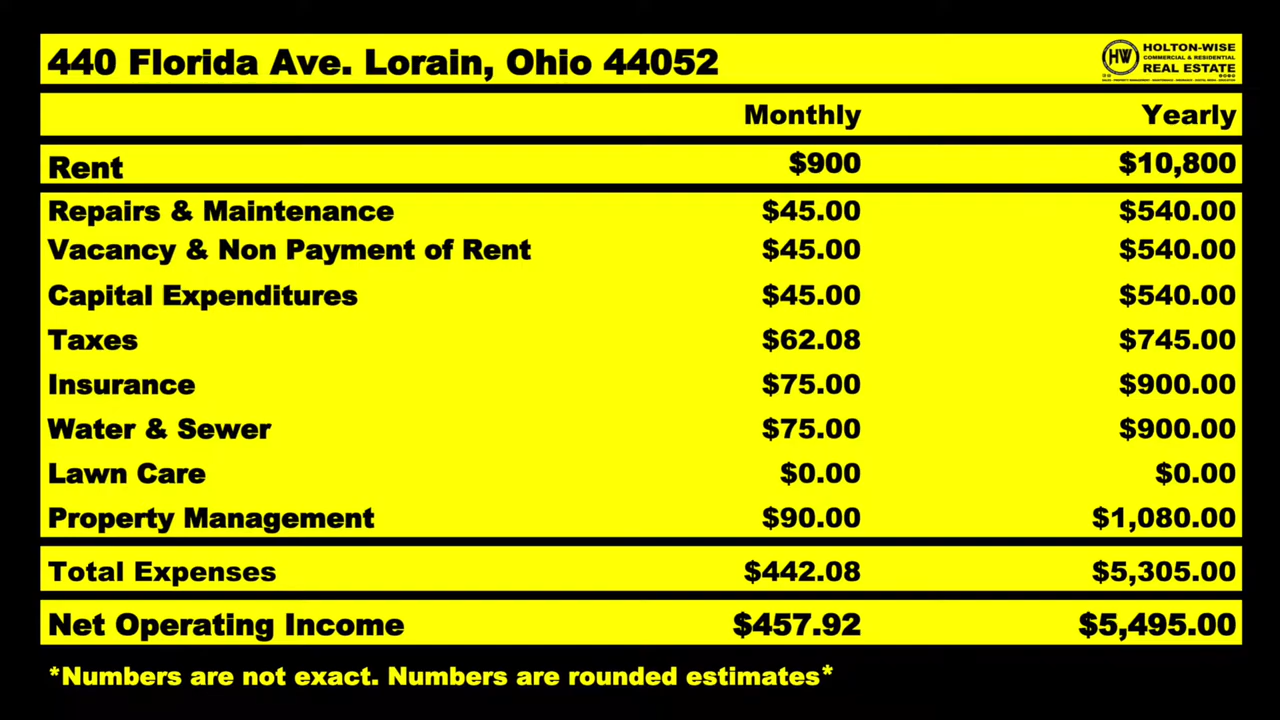 440 Florida Ave. Lorain, Ohio 44052
HW
HOLTON-WISE
COMMERCIAL & RESIDENTIAL
REAL ESTATE
Monthly Yearly
Rent $900 $10,800
Repairs & Maintenance $45.00 $540.00
Vacancy & Non Payment of Rent $45.00 $540.00
Capital Expenditures $45.00 $540.00
Taxes $62.08 $745.00
Insurance $75.00 $900.00
Water & Sewer $75.00 $900.00
Lawn Care $0.00 $0.00
Property Management $90.00 $1,080.00
Total Expenses $442.08 $5,305.00
Net Operating Income $457.92 $5,495.00
*Numbers are not exact. Numbers are rounded estimates*